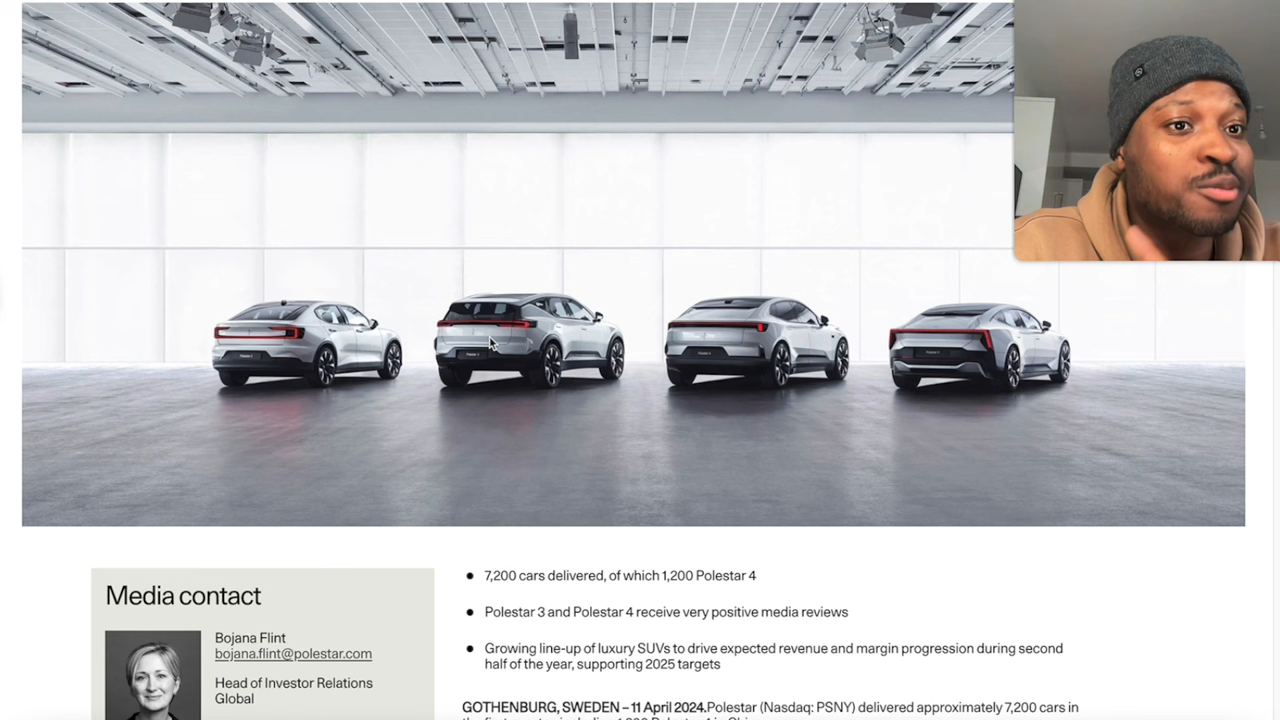 Media contact
Bojana Flint
bojana.flint@polestar.com
Head of Investor Relations
Global
7,200 cars delivered, of which 1,200 Polestar 4
Polestar 3 and Polestar 4 receive very positive media reviews
Growing line-up of luxury SUVs to drive expected revenue and margin progression during second
half of the year, supporting 2025 targets
GOTHENBURG, SWEDEN – 11 April 2024.Polestar (Nasdaq: PSNY) delivered approximately 7,200 cars in